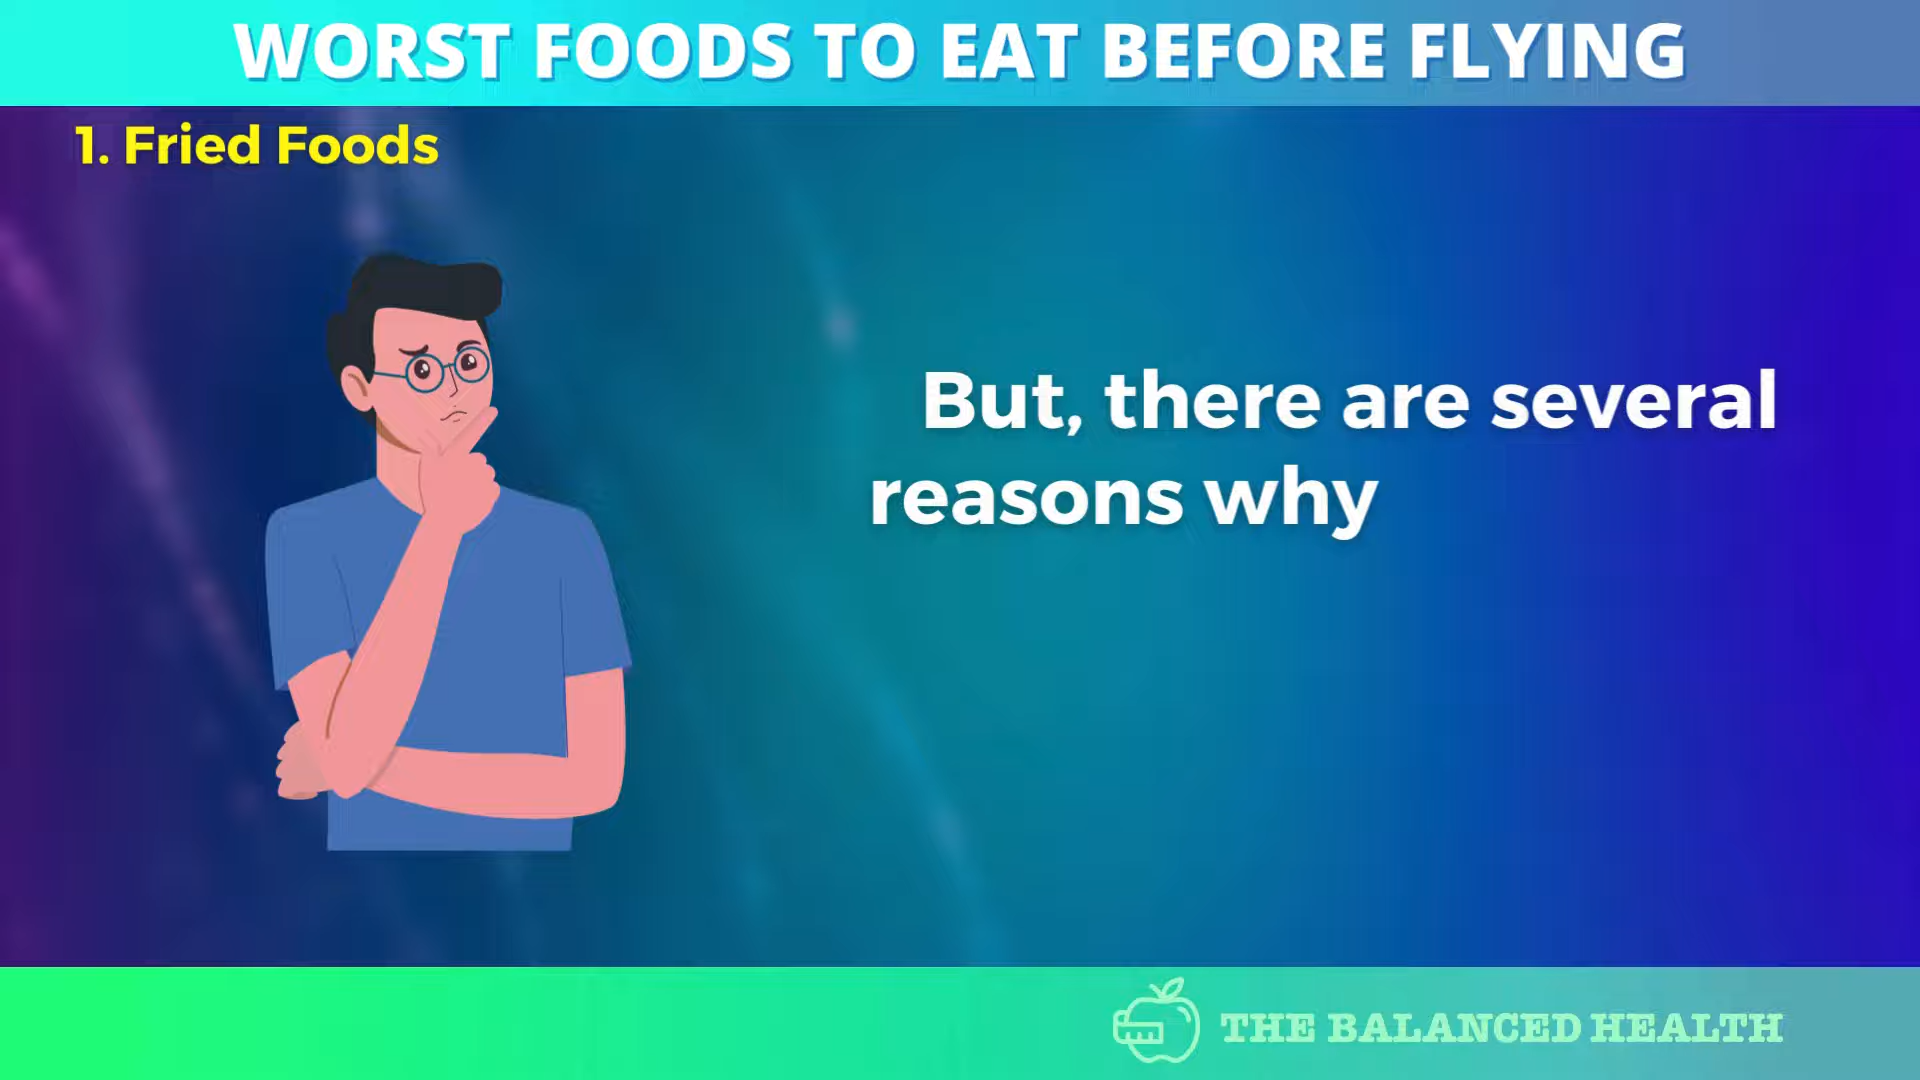 WORST FOODS TO EAT BEFORE FLYING
1. Fried Foods
But, there are several
reasons why
THE BALANCED HEALTH